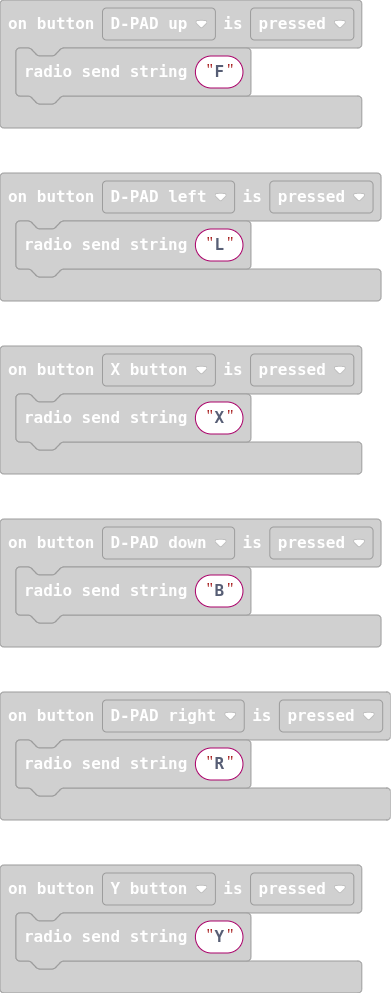 on button D-PAD up is pressed
radio send string "F"
on button D-PAD left is pressed
radio send string "L"
on button X button is pressed
radio send string "X"
on button D-PAD down is pressed
radio send string "B"
on button D-PAD right is pressed
radio send string "R"
on button Y button is pressed
radio send string "Y"